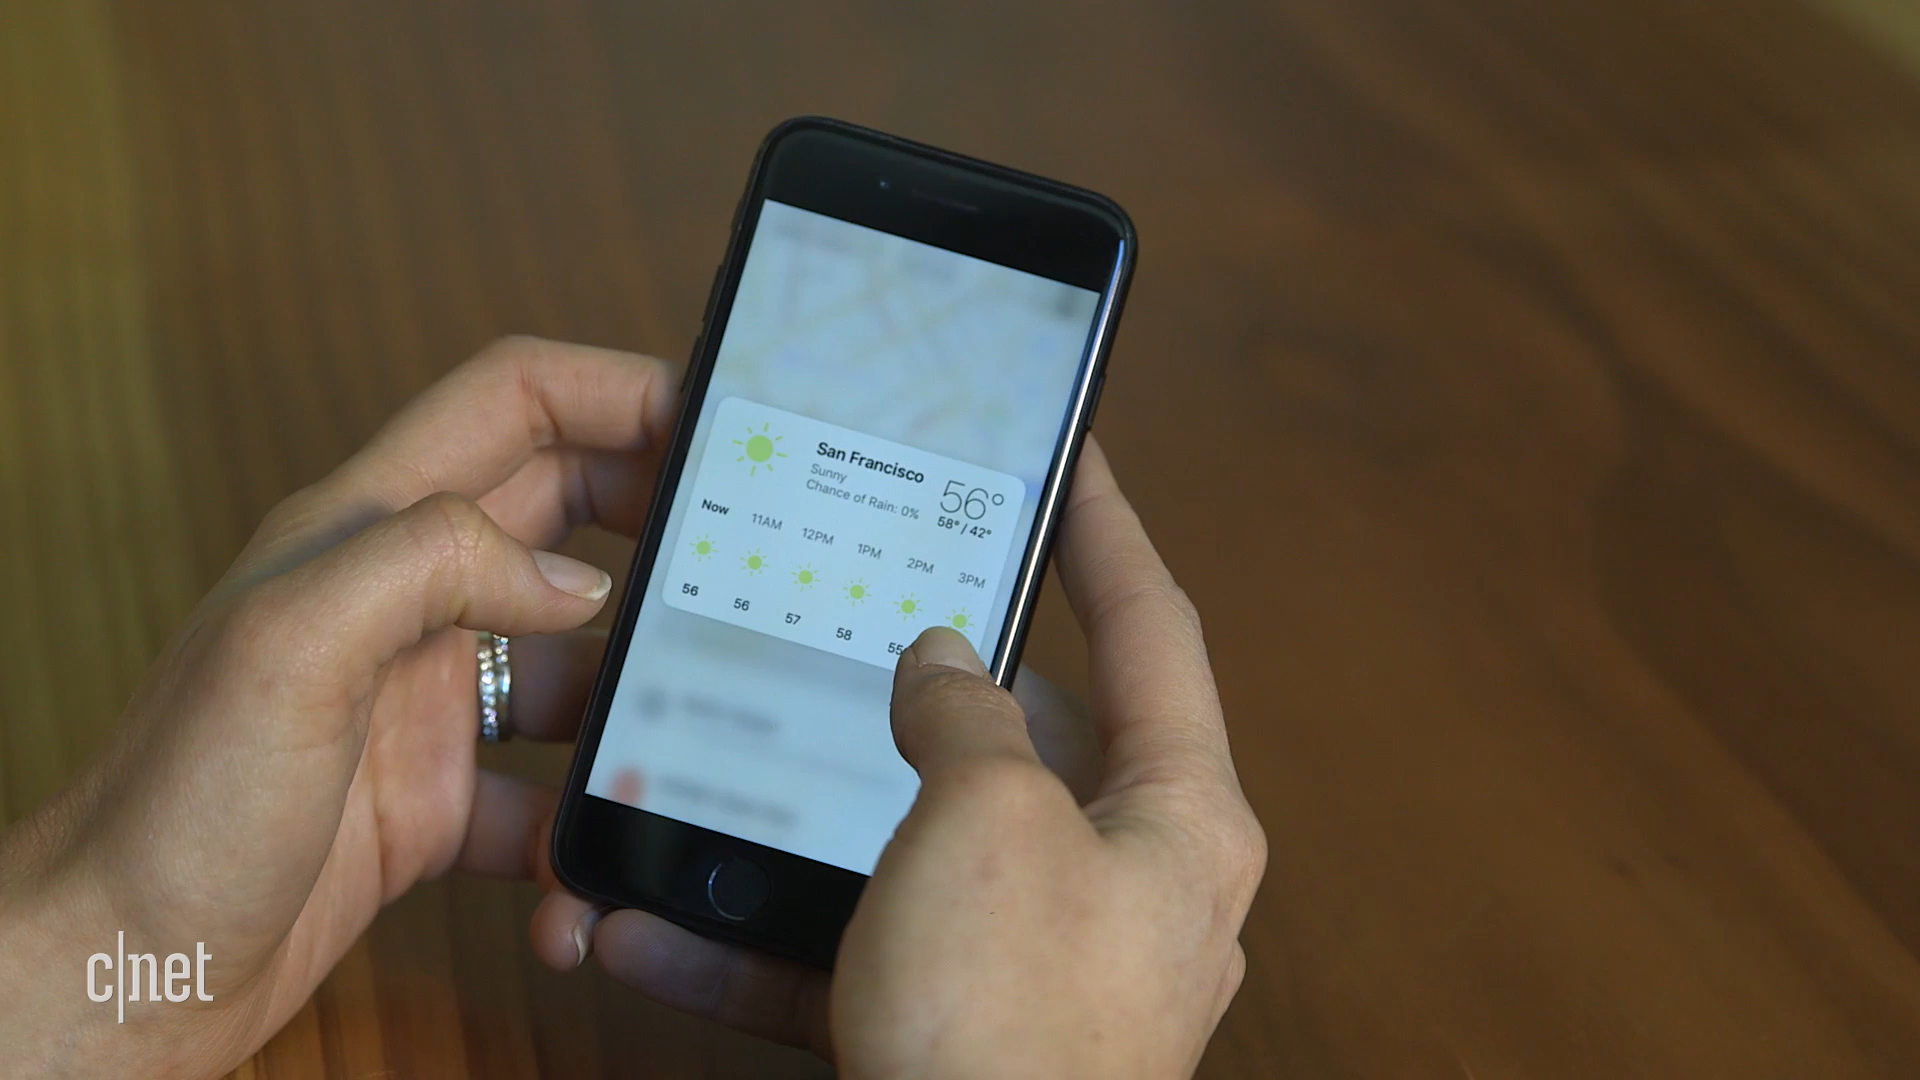 San Francisco
Sunny
Chance of Rain: 0%
56°
58° / 42°
Now 11AM 12PM 1PM 2PM 3PM
56 56 57 58 55
c|net